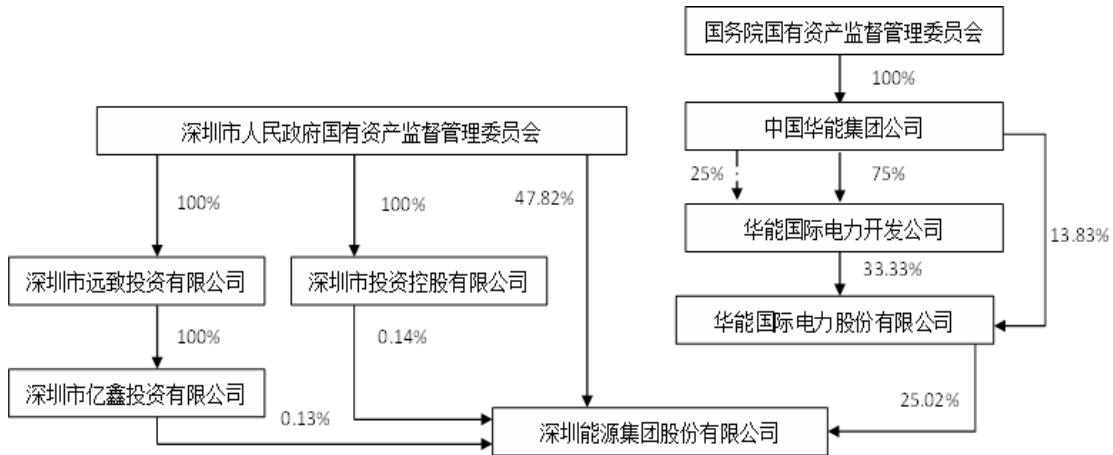 国务院国有资产监督管理委员会
100%
深圳市人民政府国有资产监督管理委员会
中国华能集团公司
100%
100%
47.82%
25%
75%
华能国际电力开发公司
13.83%
深圳市远致投资有限公司
深圳市投资控股有限公司
33.33%
华能国际电力股份有限公司
100%
0.14%
深圳市亿鑫投资有限公司
0.13%
25.02%
深圳能源集团股份有限公司